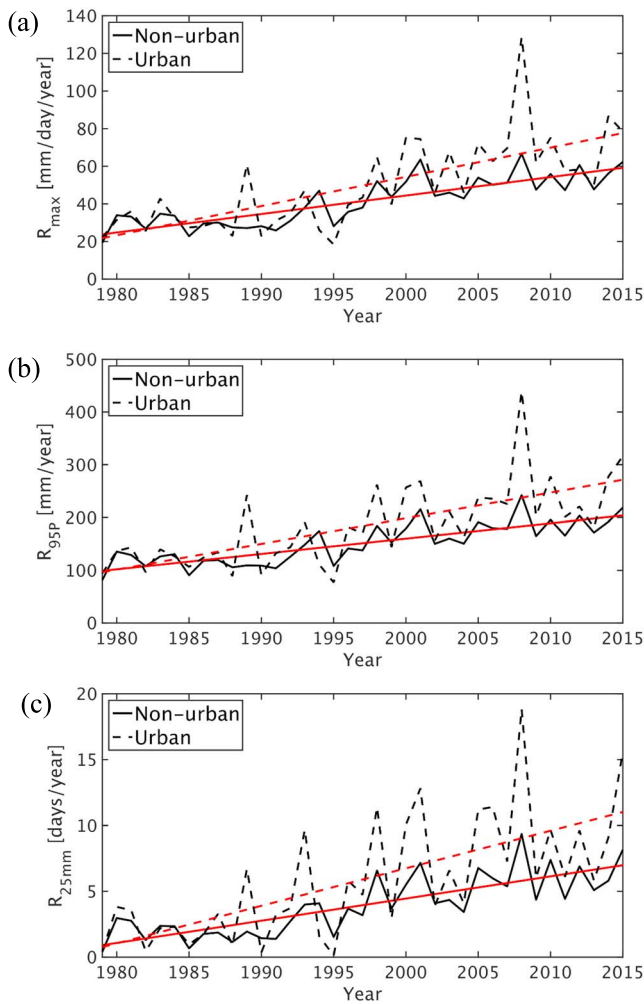 (a)
140
120
100
80
60
40
20
0
R_max [mm/day/year]
Non-urban
Urban
1980 1985 1990 1995 2000 2005 2010 2015
Year
(b)
500
400
300
200
100
0
R_95P [mm/year]
Non-urban
Urban
1980 1985 1990 1995 2000 2005 2010 2015
Year
(c)
20
15
10
5
0
R_25mm [days/year]
Non-urban
Urban
1980 1985 1990 1995 2000 2005 2010 2015
Year